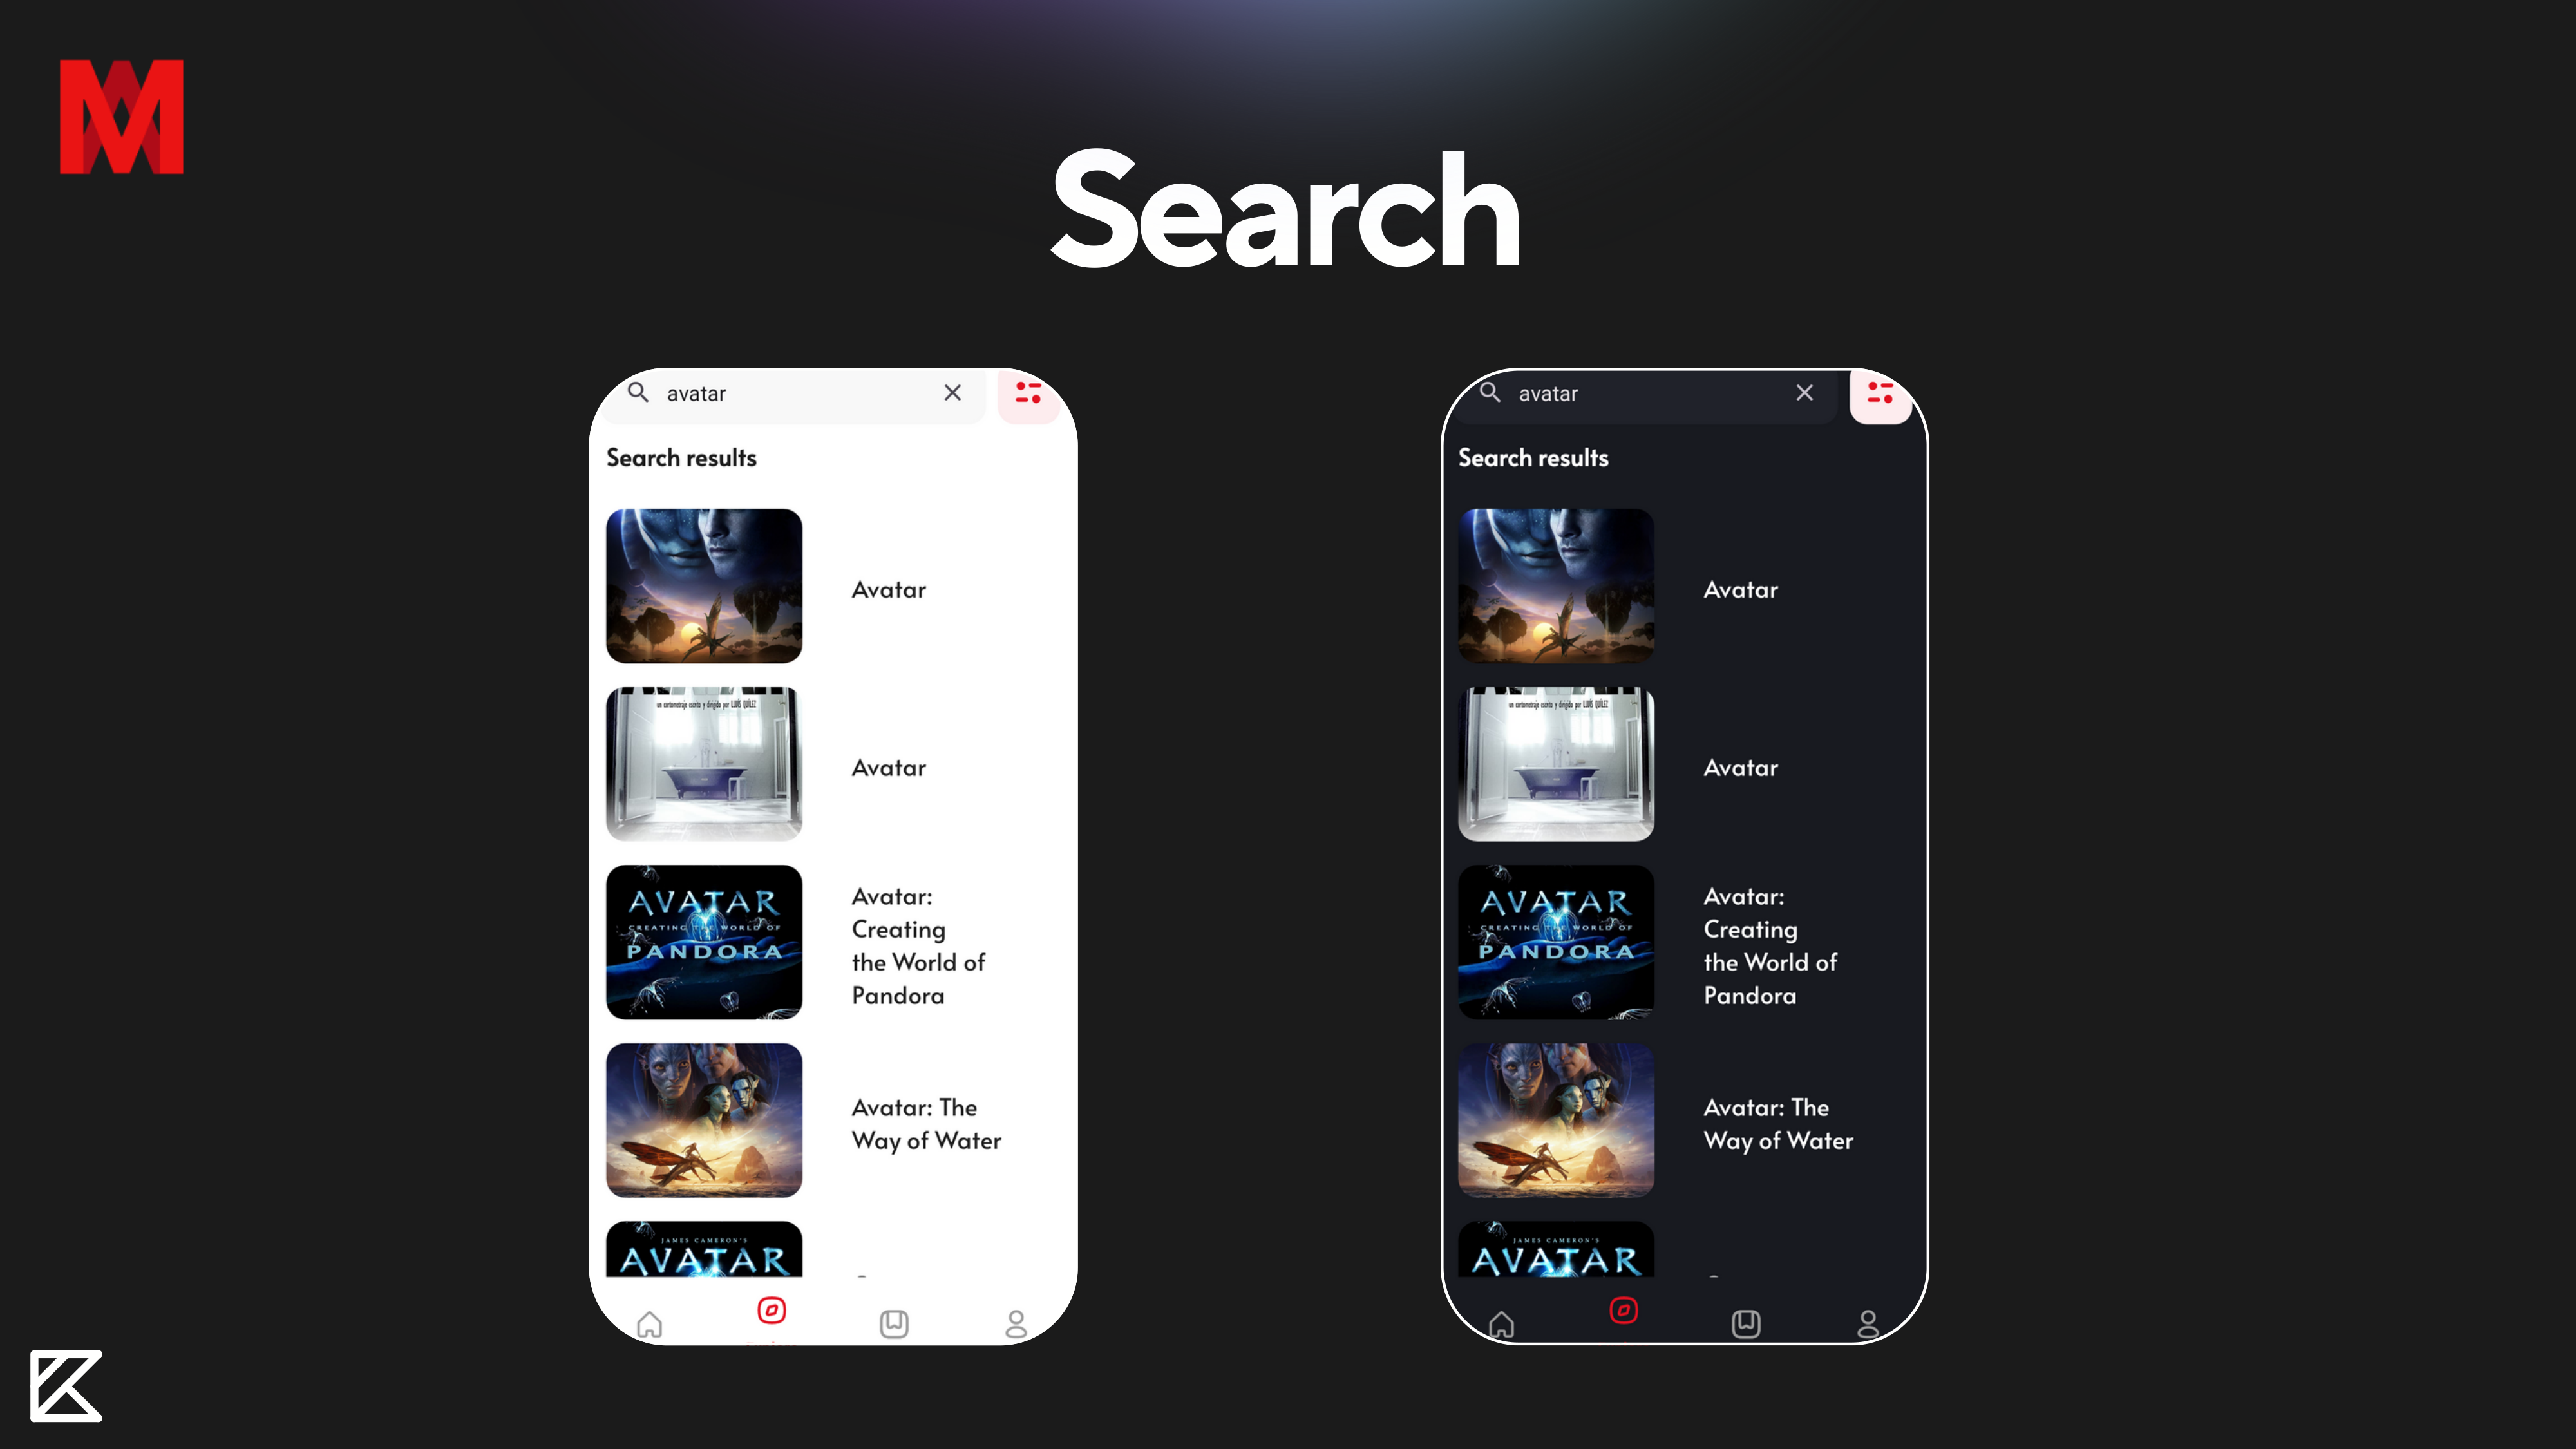 Search
avatar
Search results
Avatar
un cortometraje escrito y dirigido por LLUÍS QUÍLEZ
Avatar
AVATAR
CREATING THE WORLD OF
PANDORA
Avatar:
Creating
the World of
Pandora
Avatar: The
Way of Water
JAMES CAMERON'S
AVATAR
avatar
Search results
Avatar
un cortometraje escrito y dirigido por LLUÍS QUÍLEZ
Avatar
AVATAR
CREATING THE WORLD OF
PANDORA
Avatar:
Creating
the World of
Pandora
Avatar: The
Way of Water
JAMES CAMERON'S
AVATAR